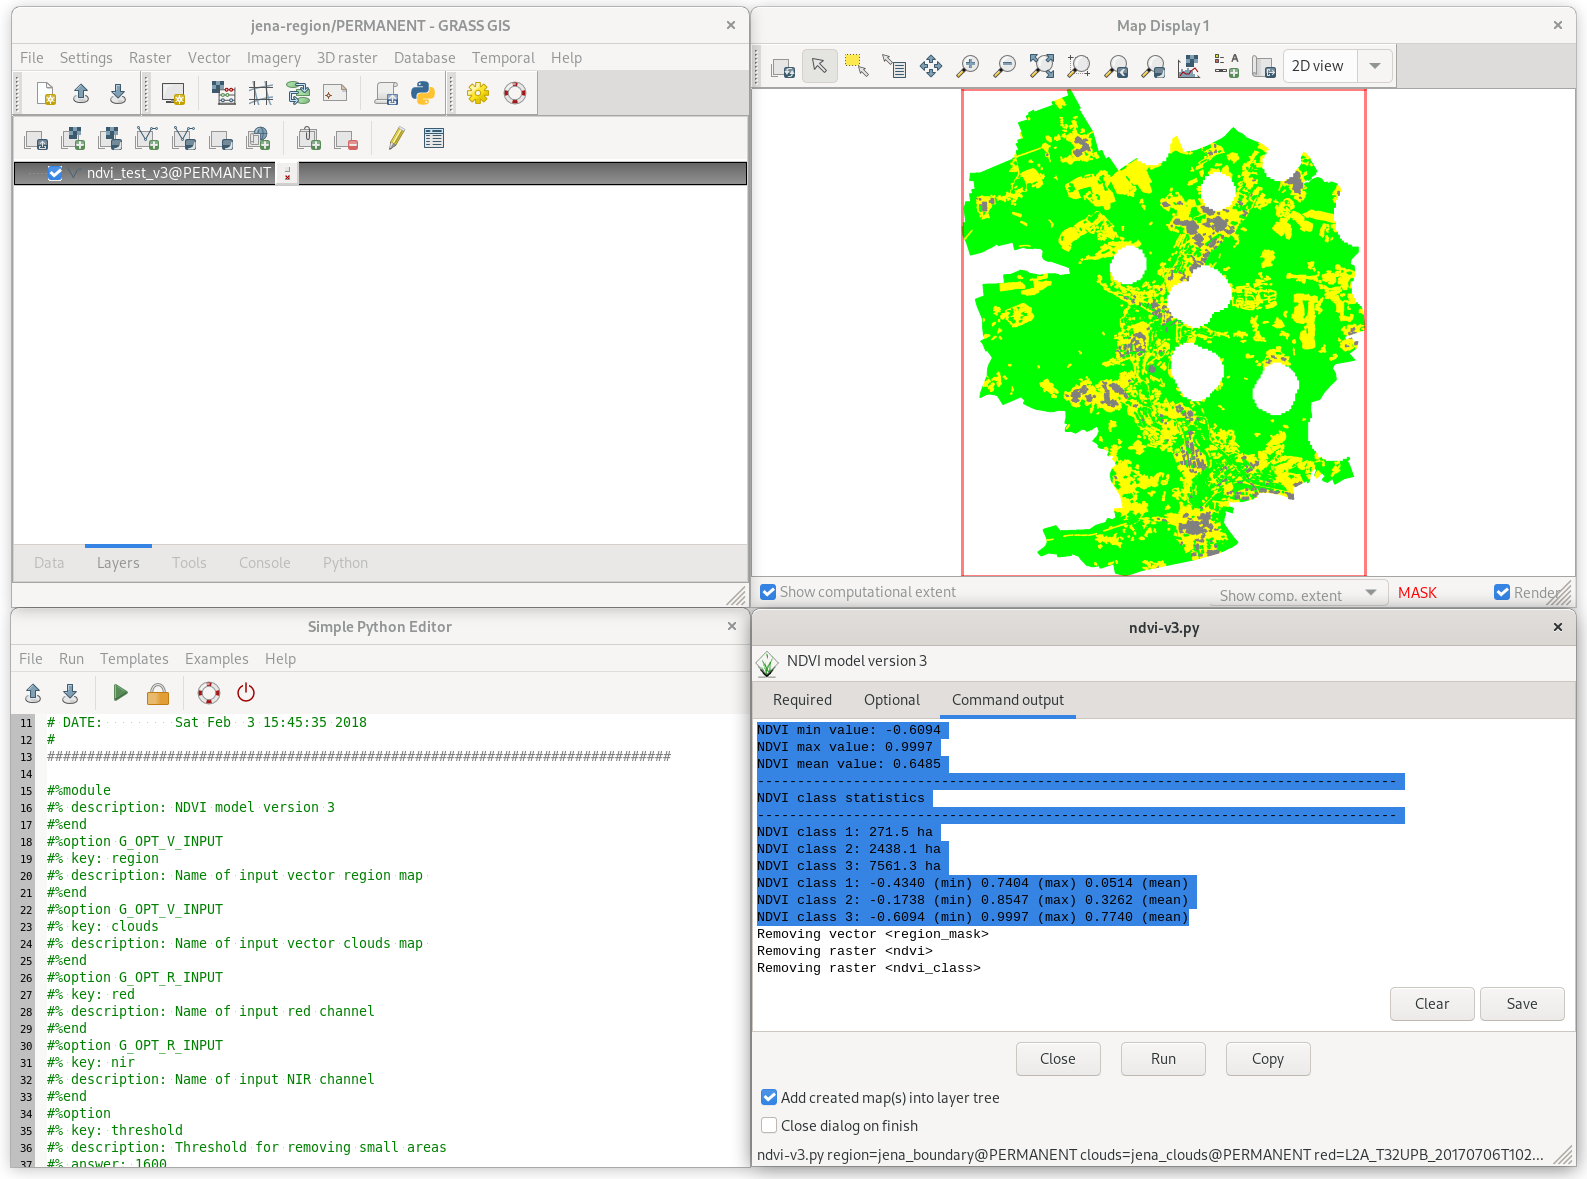 jena-region/PERMANENT - GRASS GIS
File Settings Raster Vector Imagery 3D raster Database Temporal Help
ndvi_test_v3@PERMANENT
Data Layers Tools Console Python
Map Display 1
2D view
Show computational extent
Show comp. extent
MASK
Render
Simple Python Editor
File Run Templates Examples Help
11 # DATE: Sat Feb 3 15:45:35 2018
12 #
13 ##############################################################################
14
15 #%module
16 #% description: NDVI model version 3
17 #%end
18 #%option G_OPT_V_INPUT
19 #% key: region
20 #% description: Name of input vector region map
21 #%end
22 #%option G_OPT_V_INPUT
23 #% key: clouds
24 #% description: Name of input vector clouds map
25 #%end
26 #%option G_OPT_R_INPUT
27 #% key: red
28 #% description: Name of input red channel
29 #%end
30 #%option G_OPT_R_INPUT
31 #% key: nir
32 #% description: Name of input NIR channel
33 #%end
34 #%option
35 #% key: threshold
36 #% description: Threshold for removing small areas
37 #% answer: 1600
ndvi-v3.py
NDVI model version 3
Required Optional Command output
NDVI min value: -0.6094
NDVI max value: 0.9997
NDVI mean value: 0.6485
--------------------------------------------------------------------------------
NDVI class statistics
--------------------------------------------------------------------------------
NDVI class 1: 271.5 ha
NDVI class 2: 2438.1 ha
NDVI class 3: 7561.3 ha
NDVI class 1: -0.4340 (min) 0.7404 (max) 0.0514 (mean)
NDVI class 2: -0.1738 (min) 0.8547 (max) 0.3262 (mean)
NDVI class 3: -0.6094 (min) 0.9997 (max) 0.7740 (mean)
Removing vector <region_mask>
Removing raster <ndvi>
Removing raster <ndvi_class>
Clear Save
Close Run Copy
Add created map(s) into layer tree
Close dialog on finish
ndvi-v3.py region=jena_boundary@PERMANENT clouds=jena_clouds@PERMANENT red=L2A_T32UPB_20170706T102...